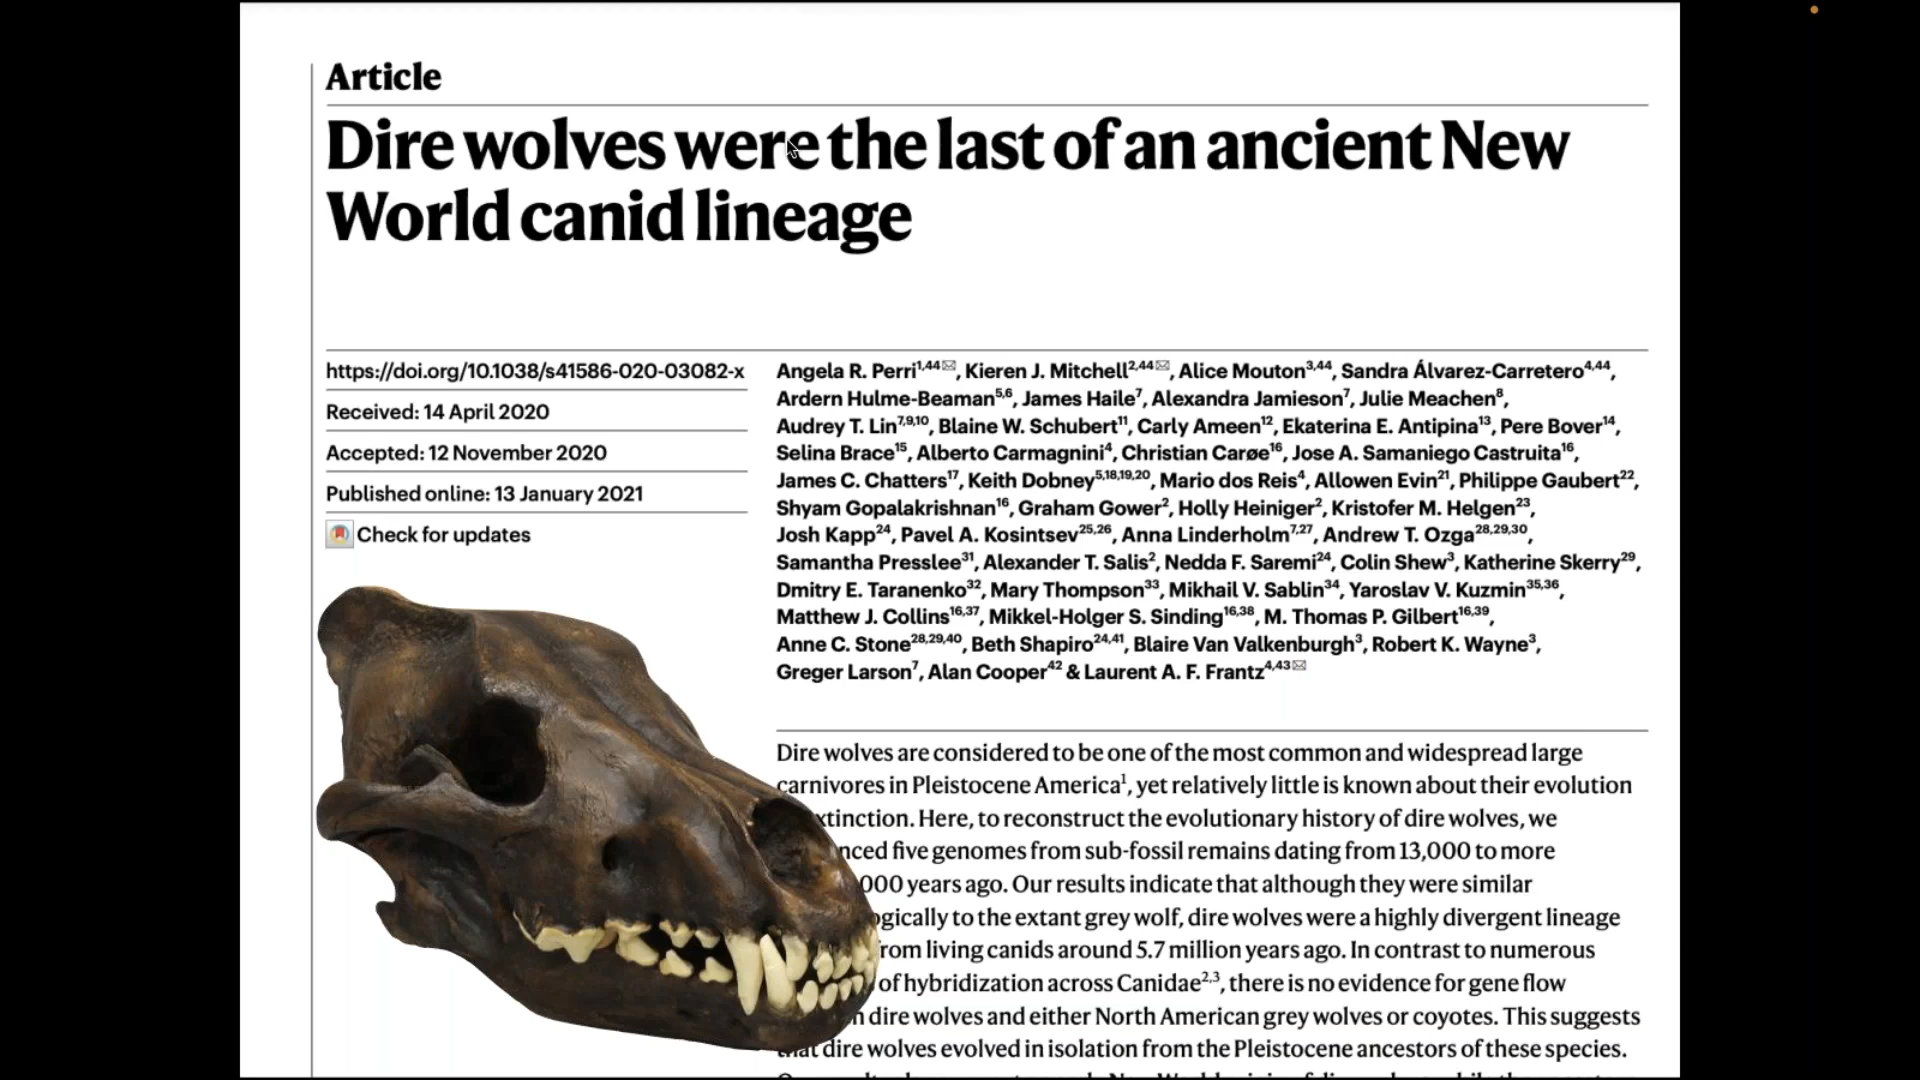 Article
Dire wolves were the last of an ancient New
World canid lineage
https://doi.org/10.1038/s41586-020-03082-x
Received: 14 April 2020
Accepted: 12 November 2020
Published online: 13 January 2021
Check for updates
Angela R. Perri1,44✉, Kieren J. Mitchell2,44✉, Alice Mouton3,44, Sandra Álvarez-Carretero4,44,
Ardern Hulme-Beaman5,6, James Haile7, Alexandra Jamieson7, Julie Meachen8,
Audrey T. Lin7,9,10, Blaine W. Schubert11, Carly Ameen12, Ekaterina E. Antipina13, Pere Bover14,
Selina Brace15, Alberto Carmagnini4, Christian Carøe16, Jose A. Samaniego Castruita16,
James C. Chatters17, Keith Dobney5,18,19,20, Mario dos Reis4, Allowen Evin21, Philippe Gaubert22,
Shyam Gopalakrishnan16, Graham Gower2, Holly Heiniger2, Kristofer M. Helgen23,
Josh Kapp24, Pavel A. Kosintsev25,26, Anna Linderholm7,27, Andrew T. Ozga28,29,30,
Samantha Presslee31, Alexander T. Salis2, Nedda F. Saremi24, Colin Shew3, Katherine Skerry29,
Dmitry E. Taranenko32, Mary Thompson33, Mikhail V. Sablin34, Yaroslav V. Kuzmin35,36,
Matthew J. Collins16,37, Mikkel-Holger S. Sinding16,38, M. Thomas P. Gilbert16,39,
Anne C. Stone28,29,40, Beth Shapiro24,41, Blaire Van Valkenburgh3, Robert K. Wayne3,
Greger Larson7, Alan Cooper42 & Laurent A. F. Frantz4,43✉
Dire wolves are considered to be one of the most common and widespread large
carnivores in Pleistocene America1, yet relatively little is known about their evolution
xtinction. Here, to reconstruct the evolutionary history of dire wolves, we
nced five genomes from sub-fossil remains dating from 13,000 to more
000 years ago. Our results indicate that although they were similar
ogically to the extant grey wolf, dire wolves were a highly divergent lineage
from living canids around 5.7 million years ago. In contrast to numerous
of hybridization across Canidae2,3, there is no evidence for gene flow
n dire wolves and either North American grey wolves or coyotes. This suggests
that dire wolves evolved in isolation from the Pleistocene ancestors of these species.